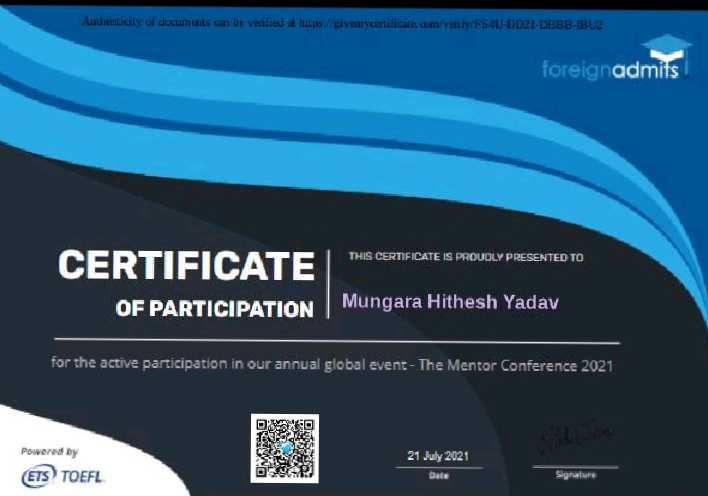 Authenticity of documents can be verified at https://givemycertificate.com/verify/FS4U-DD21-DBBB-IBU2
foreignadmits
CERTIFICATE
OF PARTICIPATION
THIS CERTIFICATE IS PROUDLY PRESENTED TO
Mungara Hithesh Yadav
for the active participation in our annual global event - The Mentor Conference 2021
Powered by
ETS TOEFL
21 July 2021
Date
Signature